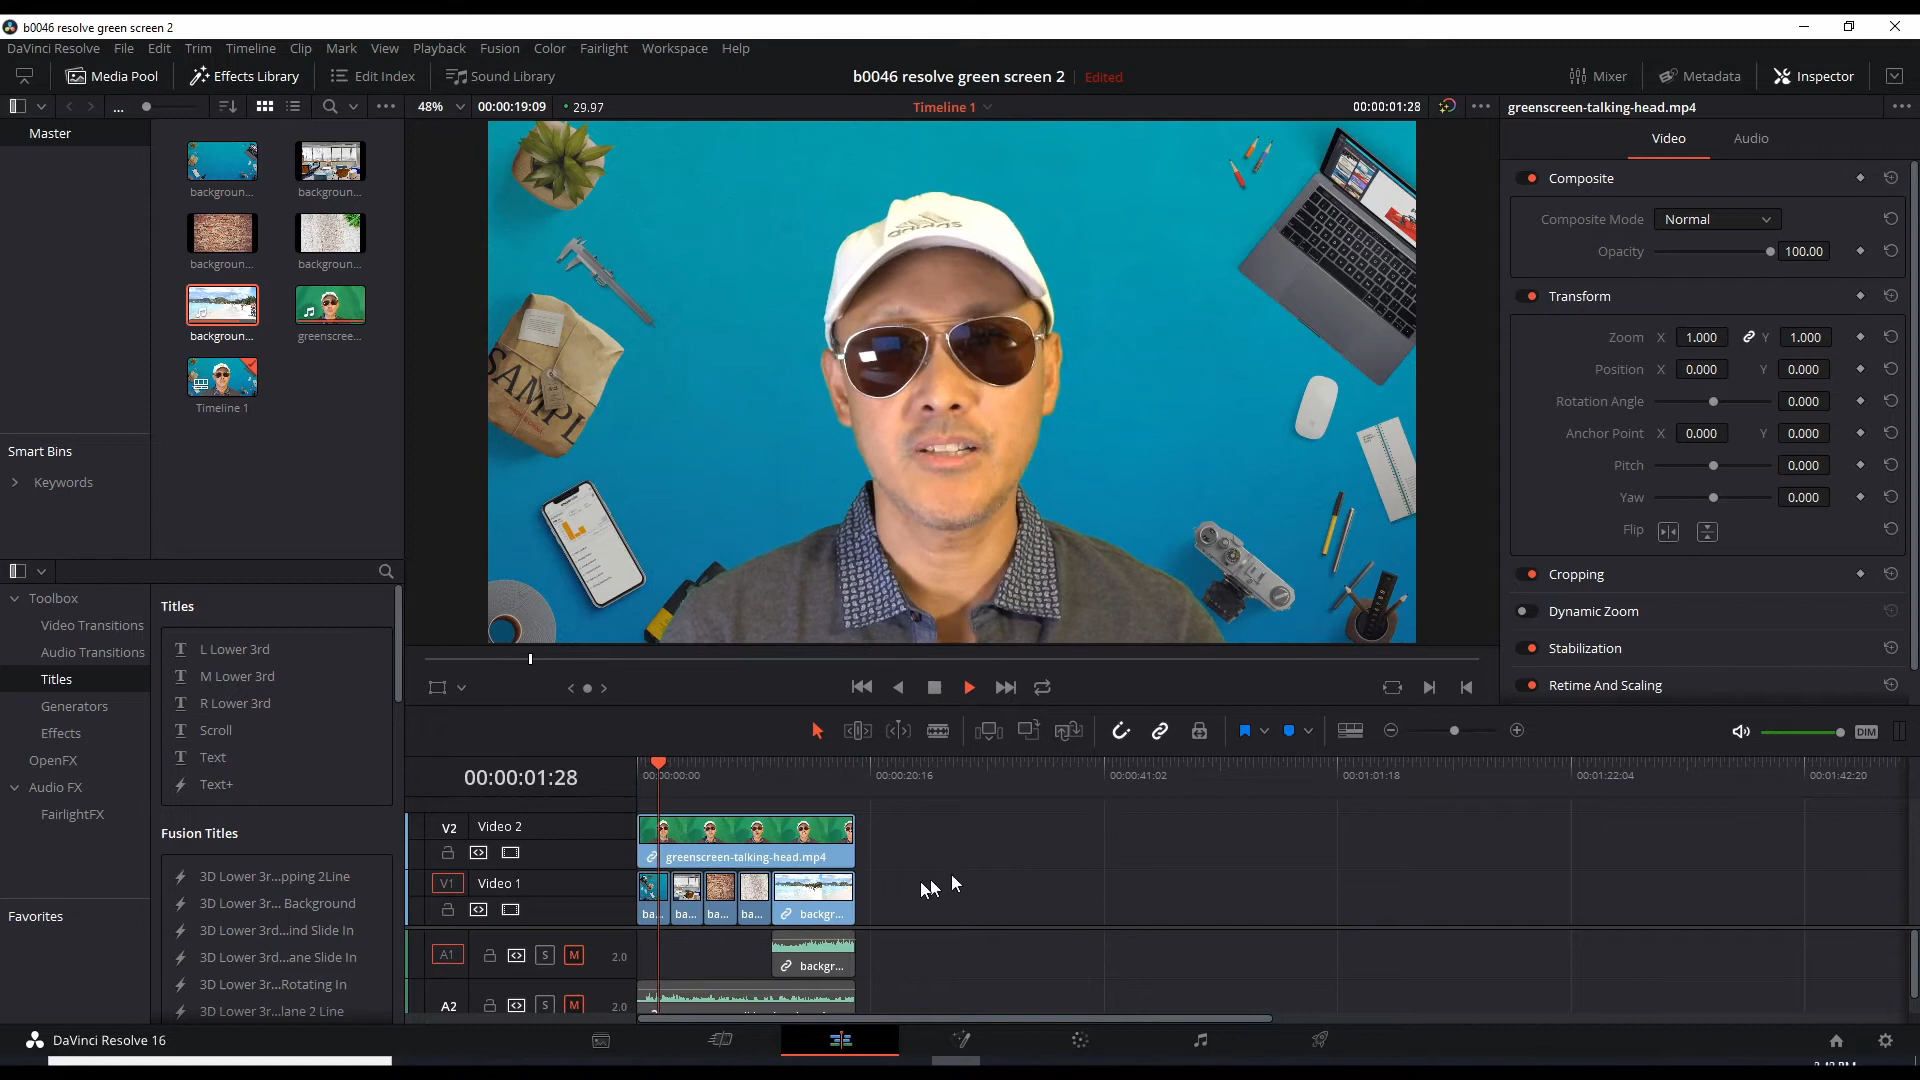 b0046 resolve green screen 2
DaVinci Resolve File Edit Trim Timeline Clip Mark View Playback Fusion Color Fairlight Workspace Help
Media Pool Effects Library Edit Index Sound Library b0046 resolve green screen 2 Edited Mixer Metadata Inspector
... 48% 00:00:19:09 29.97 Timeline 1 00:00:01:28 greenscreen-talking-head.mp4
Master
Video Audio
backgroun... backgroun...
Composite
Composite Mode Normal
Opacity 100.00
backgroun... backgroun...
Transform
Zoom X 1.000 Y 1.000
backgroun... greenscree...
Position X 0.000 Y 0.000
Rotation Angle 0.000
Timeline 1
Anchor Point X 0.000 Y 0.000
Smart Bins
Pitch 0.000
Keywords
Yaw 0.000
Flip
adidas
SAMPL
Cropping
Dynamic Zoom
Stabilization
Retime And Scaling
Toolbox
Video Transitions
Audio Transitions
Titles
Generators
Effects
OpenFX
Audio FX
FairlightFX
Favorites
Titles
L Lower 3rd
M Lower 3rd
R Lower 3rd
Scroll
Text
Text+
Fusion Titles
3D Lower 3r...pping 2Line
3D Lower 3r... Background
3D Lower 3rd...ind Slide In
3D Lower 3rd...ane Slide In
3D Lower 3r...Rotating In
3D Lower 3r...lane 2 Line
DIM
00:00:01:28 00:00:00:00 00:00:20:16 00:00:41:02 00:01:01:18 00:01:22:04 00:01:42:20
V2 Video 2
greenscreen-talking-head.mp4
V1 Video 1
ba... ba... ba... ba... backgr...
A1 S M 2.0
backgr...
A2 S M 2.0
DaVinci Resolve 16